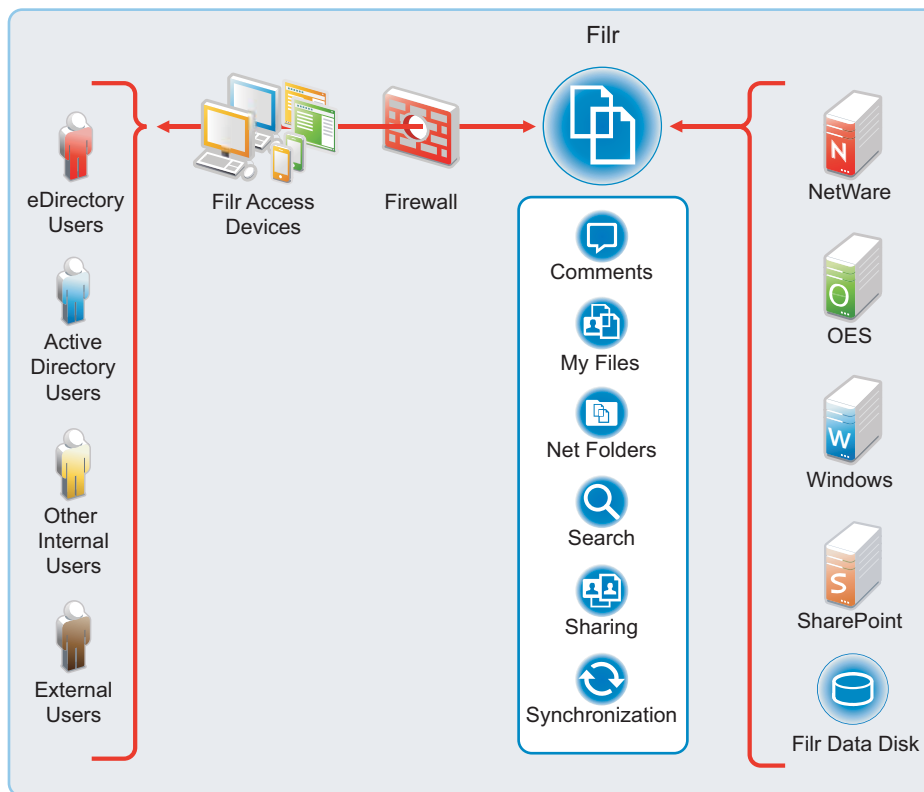 Filr
eDirectory
Users
Active
Directory
Users
Other
Internal
Users
External
Users
Filr Access
Devices
Firewall
Comments
My Files
Net Folders
Search
Sharing
Synchronization
N
NetWare
O
OES
W
Windows
S
SharePoint
Filr Data Disk